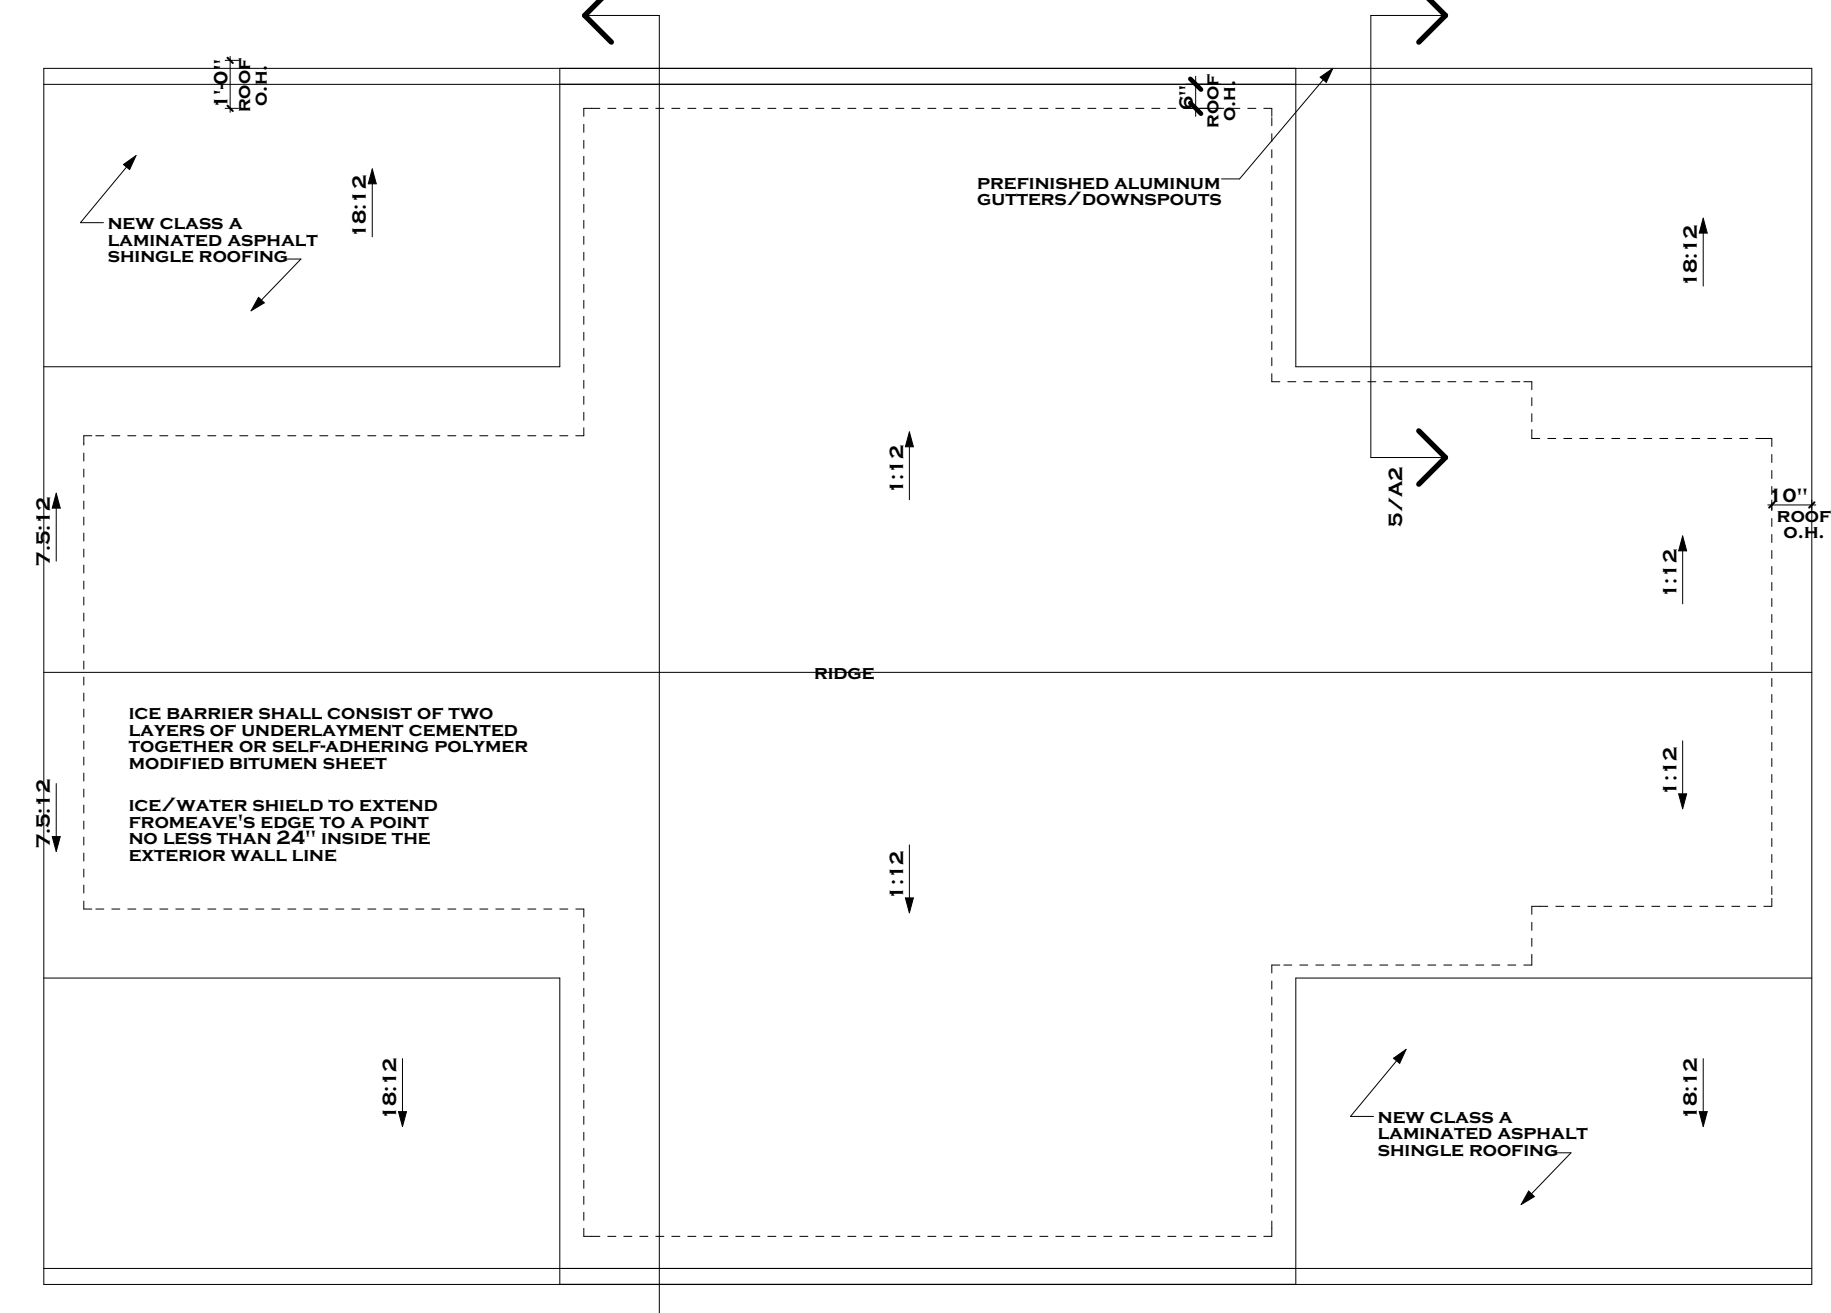 1'-0"
ROOF
O.H.
6"
ROOF
O.H.
PREFINISHED ALUMINUM
GUTTERS/DOWNSPOUTS
18:12
NEW CLASS A
LAMINATED ASPHALT
SHINGLE ROOFING
18:12
1:12
5/A2
10"
ROOF
O.H.
7.5:12
1:12
RIDGE
ICE BARRIER SHALL CONSIST OF TWO
LAYERS OF UNDERLAYMENT CEMENTED
TOGETHER OR SELF-ADHERING POLYMER
MODIFIED BITUMEN SHEET
1:12
7.5:12
ICE/WATER SHIELD TO EXTEND
FROMEAVE'S EDGE TO A POINT
NO LESS THAN 24" INSIDE THE
EXTERIOR WALL LINE
1:12
18:12
18:12
NEW CLASS A
LAMINATED ASPHALT
SHINGLE ROOFING